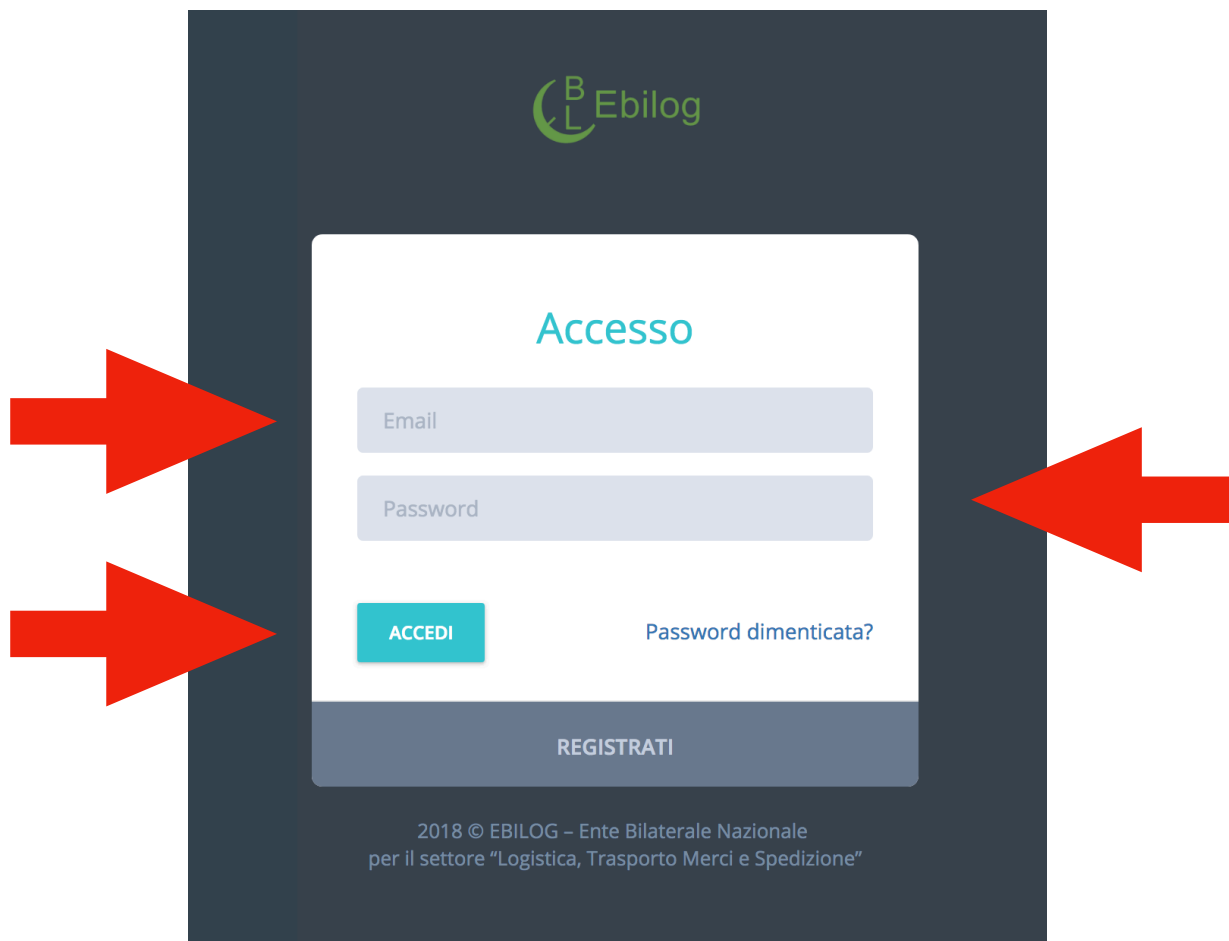 B
L Ebilog
Accesso
Email
Password
ACCEDI
Password dimenticata?
REGISTRATI
2018 © EBILOG – Ente Bilaterale Nazionale
per il settore “Logistica, Trasporto Merci e Spedizione”